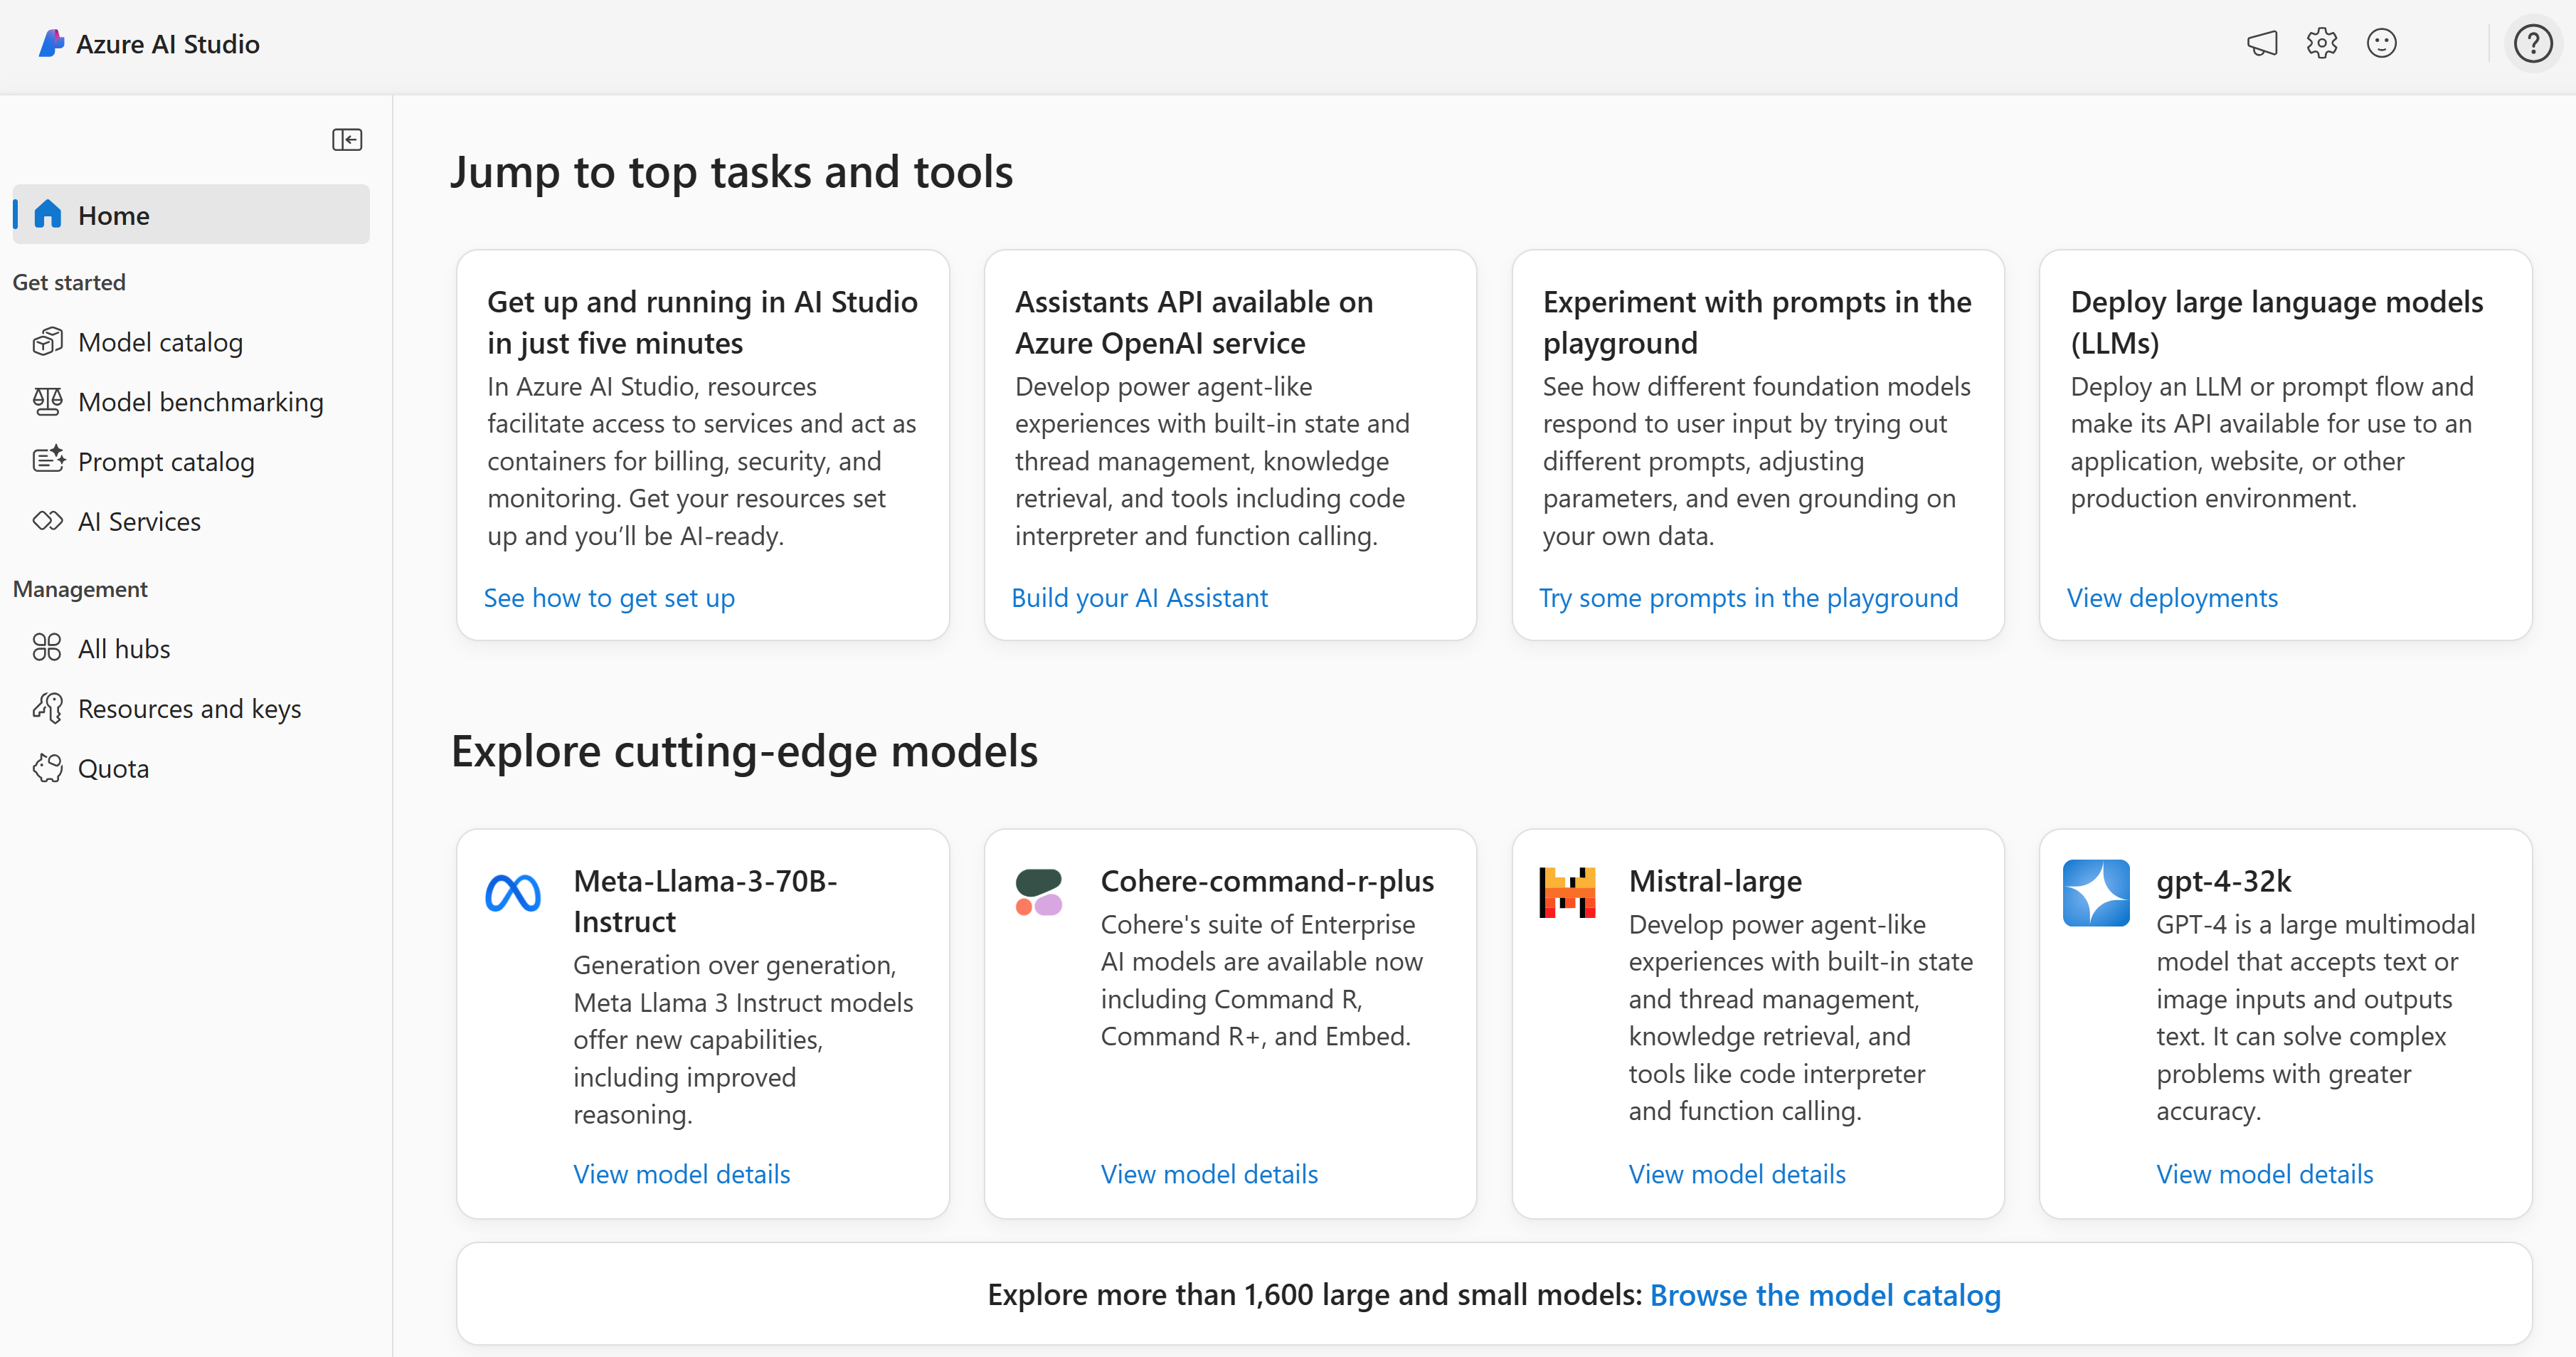 Azure AI Studio
Home
Get started
Model catalog
Model benchmarking
Prompt catalog
AI Services
Management
All hubs
Resources and keys
Quota
Jump to top tasks and tools
Get up and running in AI Studio
in just five minutes
In Azure AI Studio, resources
facilitate access to services and act as
containers for billing, security, and
monitoring. Get your resources set
up and you’ll be AI-ready.
See how to get set up
Assistants API available on
Azure OpenAI service
Develop power agent-like
experiences with built-in state and
thread management, knowledge
retrieval, and tools including code
interpreter and function calling.
Build your AI Assistant
Experiment with prompts in the
playground
See how different foundation models
respond to user input by trying out
different prompts, adjusting
parameters, and even grounding on
your own data.
Try some prompts in the playground
Deploy large language models
(LLMs)
Deploy an LLM or prompt flow and
make its API available for use to an
application, website, or other
production environment.
View deployments
Explore cutting-edge models
Meta-Llama-3-70B-
Instruct
Generation over generation,
Meta Llama 3 Instruct models
offer new capabilities,
including improved
reasoning.
View model details
Cohere-command-r-plus
Cohere's suite of Enterprise
AI models are available now
including Command R,
Command R+, and Embed.
View model details
Mistral-large
Develop power agent-like
experiences with built-in state
and thread management,
knowledge retrieval, and
tools like code interpreter
and function calling.
View model details
gpt-4-32k
GPT-4 is a large multimodal
model that accepts text or
image inputs and outputs
text. It can solve complex
problems with greater
accuracy.
View model details
Explore more than 1,600 large and small models: Browse the model catalog